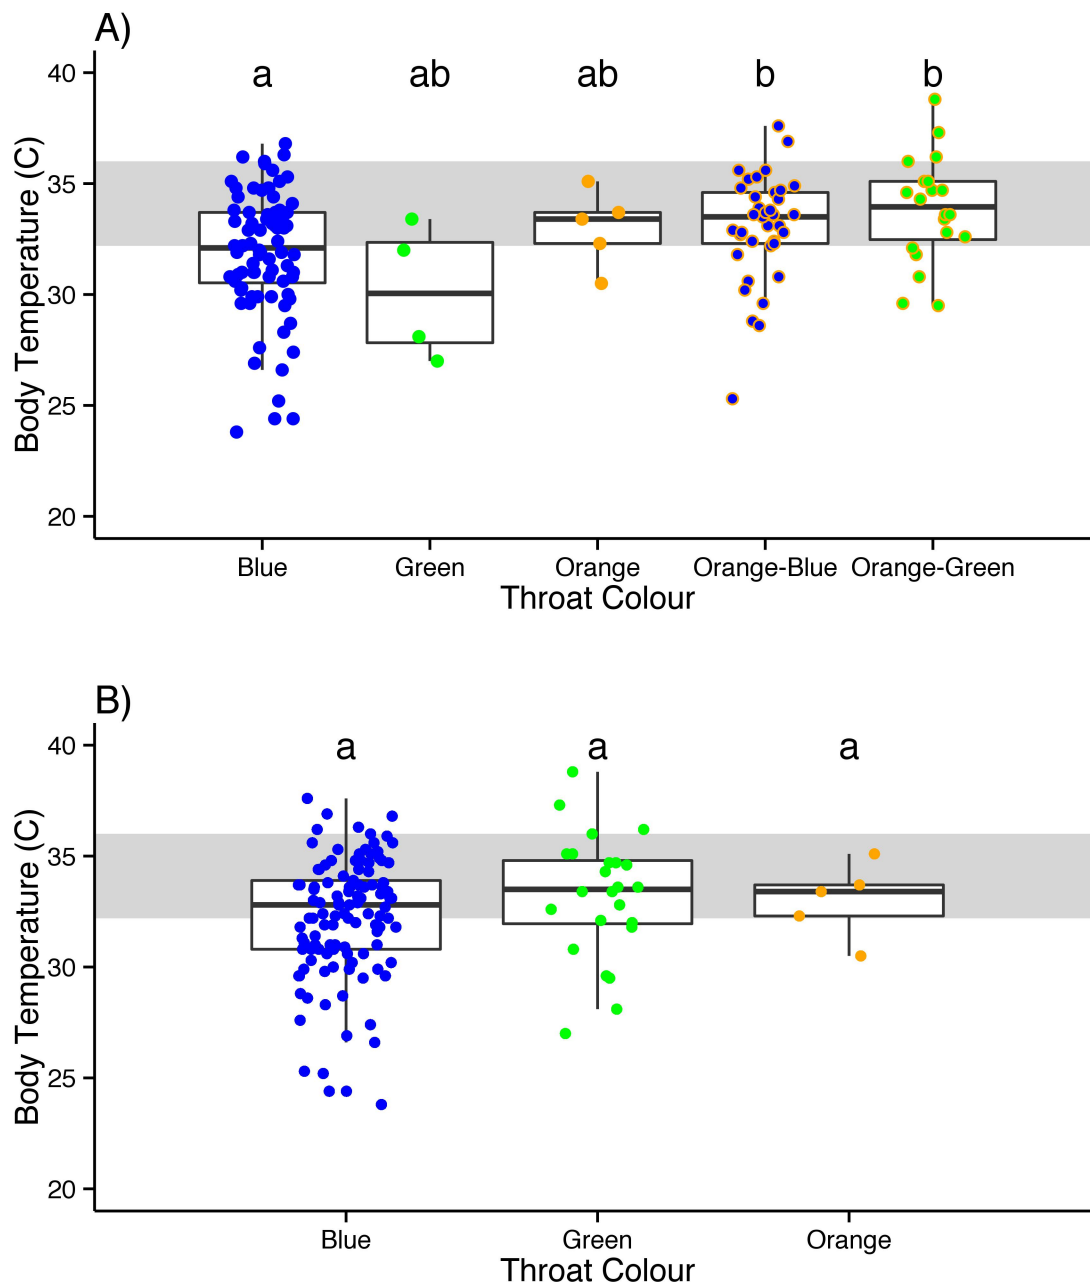 A)
a ab ab b b
40
35
30
25
20
Body Temperature (C)
Blue Green Orange Orange-Blue Orange-Green
Throat Colour
B)
a a a
40
35
30
25
20
Body Temperature (C)
Blue Green Orange
Throat Colour